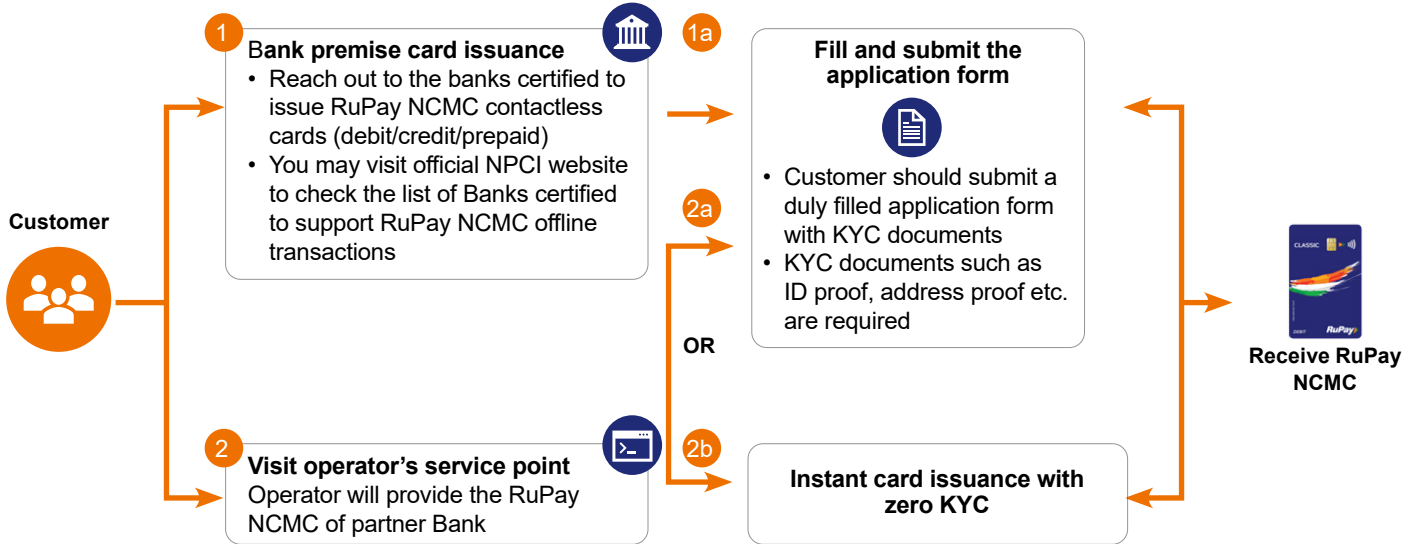 Customer
1
Bank premise card issuance
• Reach out to the banks certified to
issue RuPay NCMC contactless
cards (debit/credit/prepaid)
• You may visit official NPCI website
to check the list of Banks certified
to support RuPay NCMC offline
transactions
1a
2a
Fill and submit the
application form
• Customer should submit a
duly filled application form
with KYC documents
• KYC documents such as
ID proof, address proof etc.
are required
OR
2
Visit operator's service point
Operator will provide the RuPay
NCMC of partner Bank
2b
Instant card issuance with
zero KYC
CLASSIC
DEBIT
RuPay
Receive RuPay
NCMC